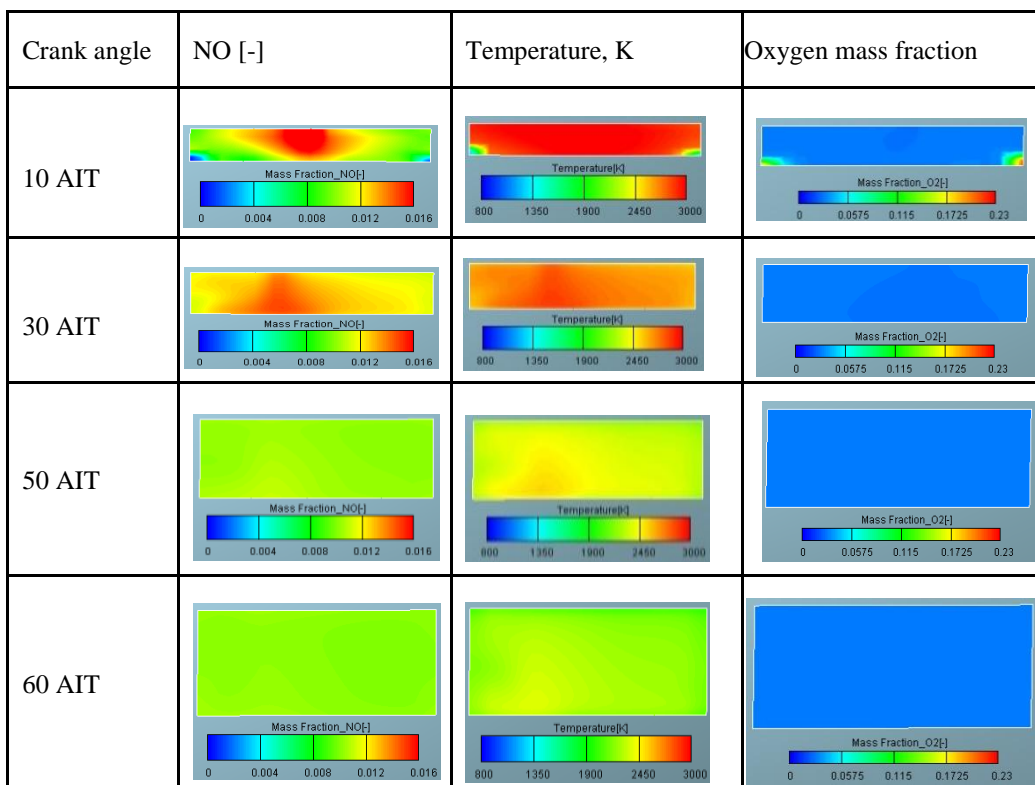 Crank angle NO [-] Temperature, K Oxygen mass fraction
10 AIT
Mass Fraction_NO[-]
0 0.004 0.008 0.012 0.016
Temperature[K]
800 1350 1900 2450 3000
Mass Fraction_O2[-]
0 0.0575 0.115 0.1725 0.23
30 AIT
Mass Fraction_NO[-]
0 0.004 0.008 0.012 0.016
Temperature[K]
800 1350 1900 2450 3000
Mass Fraction_O2[-]
0 0.0575 0.115 0.1725 0.23
50 AIT
Mass Fraction_NO[-]
0 0.004 0.008 0.012 0.016
Temperature[K]
800 1350 1900 2450 3000
Mass Fraction_O2[-]
0 0.0575 0.115 0.1725 0.23
60 AIT
Mass Fraction_NO[-]
0 0.004 0.008 0.012 0.016
Temperature[K]
800 1350 1900 2450 3000
Mass Fraction_O2[-]
0 0.0575 0.115 0.1725 0.23